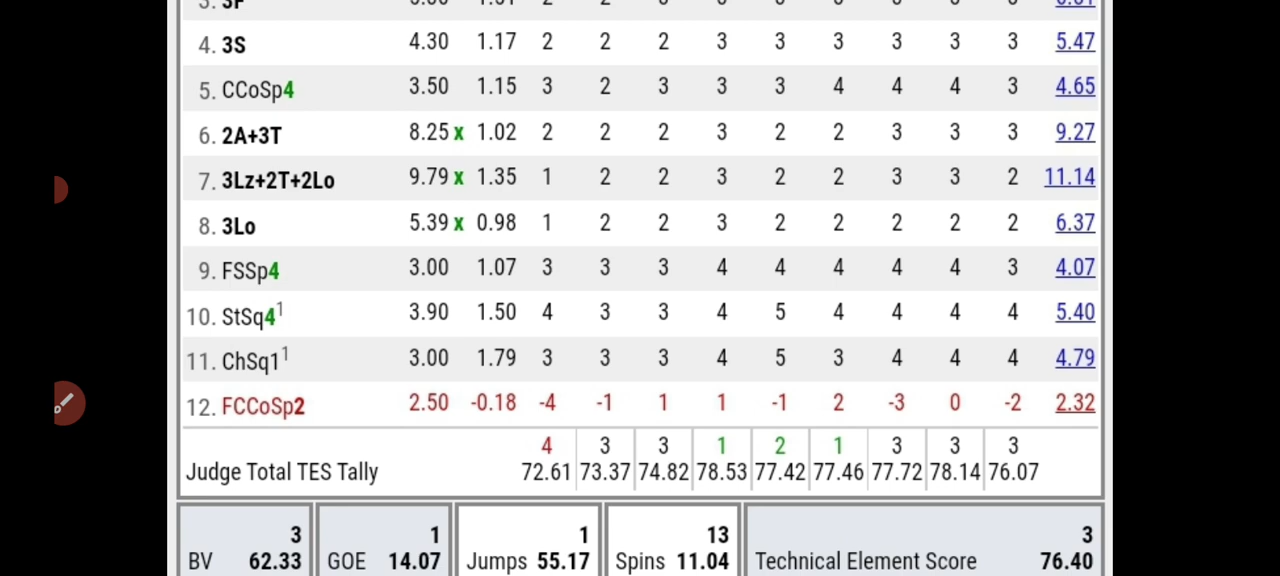 4. 3S 4.30 1.17 2 2 2 3 3 3 3 3 3 5.47
5. CCoSp4 3.50 1.15 3 2 3 3 3 4 4 4 3 4.65
6. 2A+3T 8.25 x 1.02 2 2 2 3 2 2 3 3 3 9.27
7. 3Lz+2T+2Lo 9.79 x 1.35 1 2 2 3 2 2 3 3 2 11.14
8. 3Lo 5.39 x 0.98 1 2 2 3 2 2 2 2 2 6.37
9. FSSp4 3.00 1.07 3 3 3 4 4 4 4 4 3 4.07
10. StSq4¹ 3.90 1.50 4 3 3 4 5 4 4 4 4 5.40
11. ChSq1¹ 3.00 1.79 3 3 3 4 5 3 4 4 4 4.79
12. FCCoSp2 2.50 -0.18 -4 -1 1 1 -1 2 -3 0 -2 2.32
4 3 3 1 2 1 3 3 3
Judge Total TES Tally 72.61 73.37 74.82 78.53 77.42 77.46 77.72 78.14 76.07
3 1 1 13 3
BV 62.33 GOE 14.07 Jumps 55.17 Spins 11.04 Technical Element Score 76.40